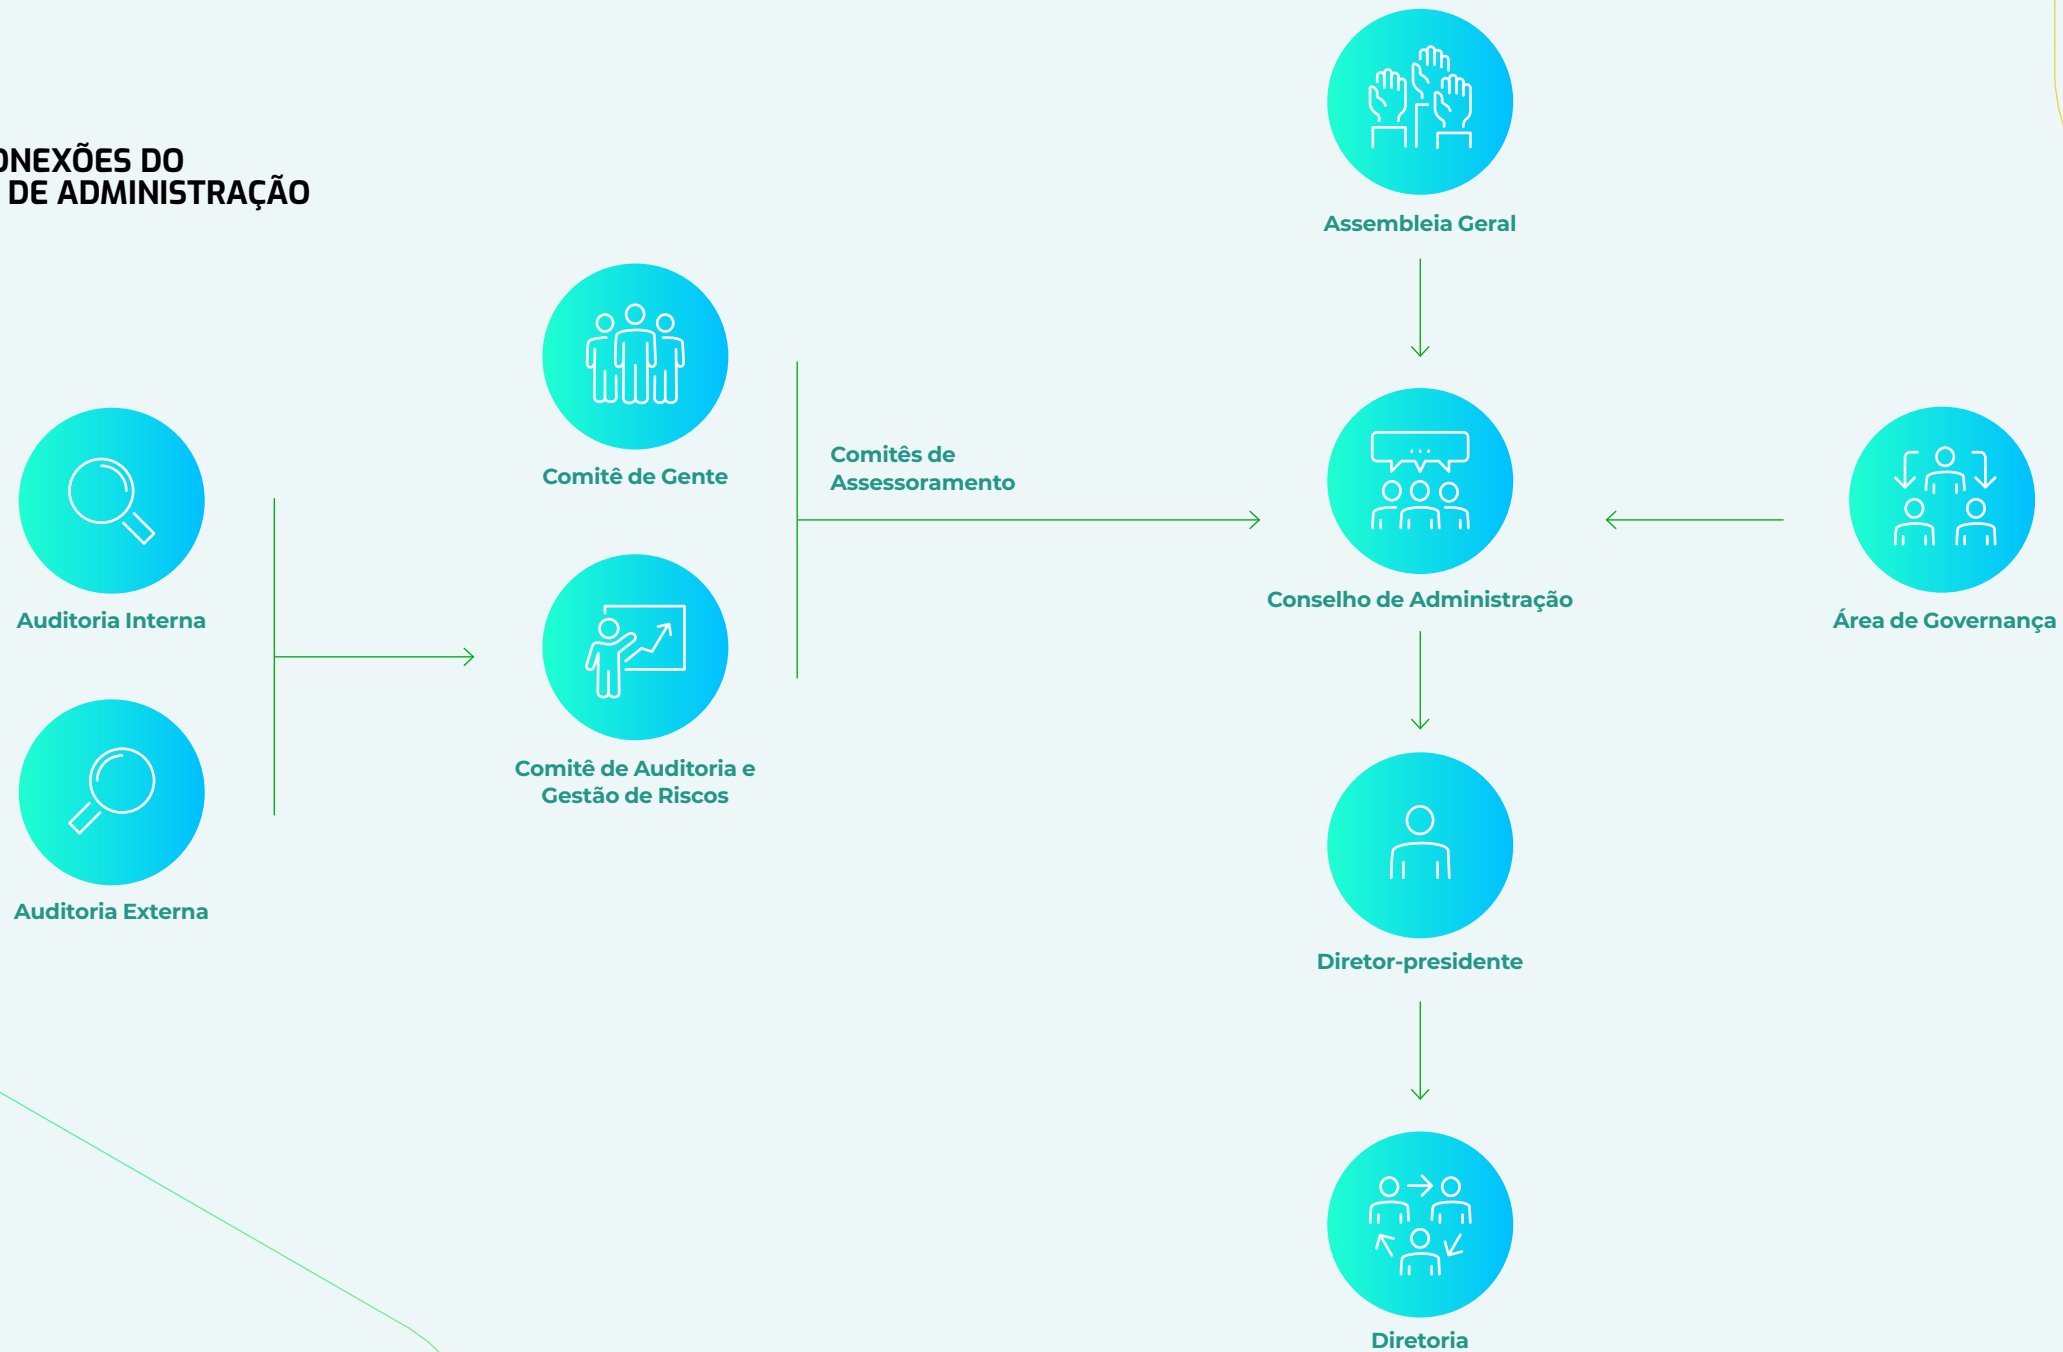 ONEXÕES DO
DE ADMINISTRAÇÃO
Assembleia Geral
Comitê de Gente
Comitês de
Assessoramento
Conselho de Administração
Auditoria Interna
Área de Governança
Comitê de Auditoria e
Gestão de Riscos
Auditoria Externa
Diretor-presidente
Diretoria